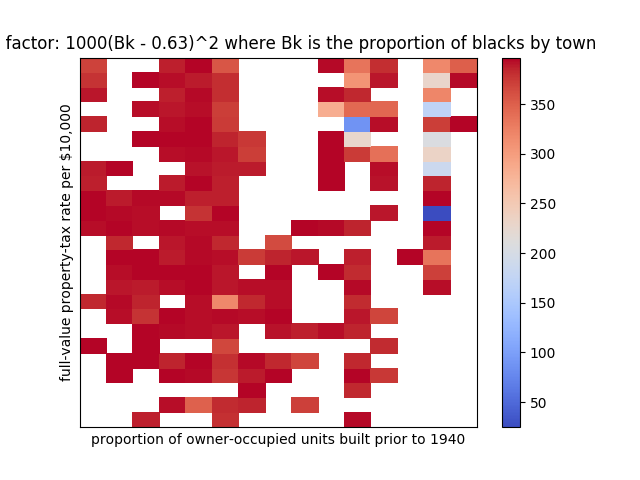 factor: 1000(Bk - 0.63)^2 where Bk is the proportion of blacks by town
full-value property-tax rate per $10,000
proportion of owner-occupied units built prior to 1940
350
300
250
200
150
100
50